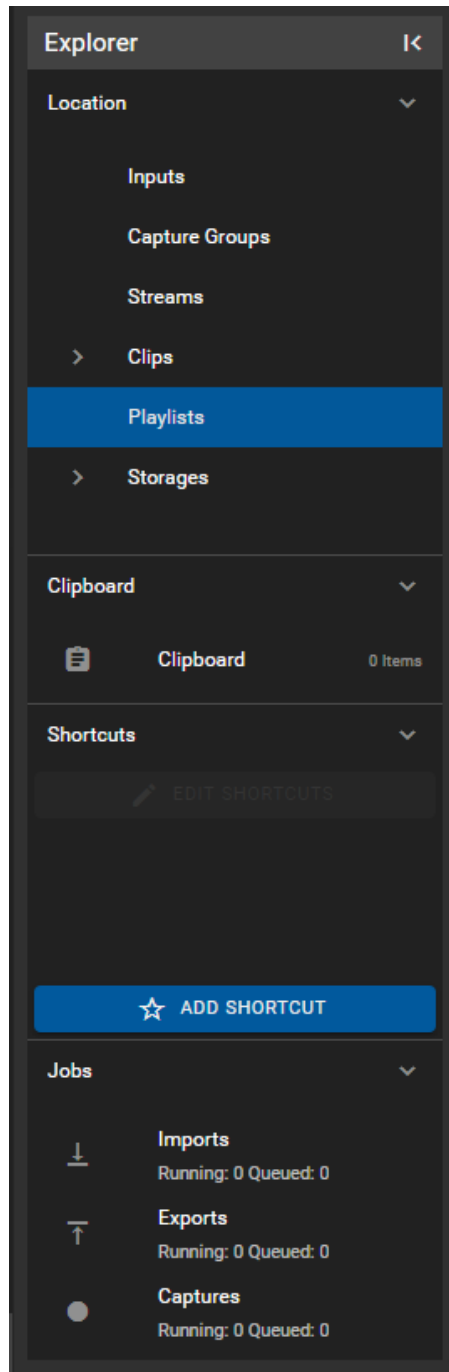 Explorer
Location
Inputs
Capture Groups
Streams
Clips
Playlists
Storages
Clipboard
Clipboard 0 Items
Shortcuts
EDIT SHORTCUTS
ADD SHORTCUT
Jobs
Imports
Running: 0 Queued: 0
Exports
Running: 0 Queued: 0
Captures
Running: 0 Queued: 0